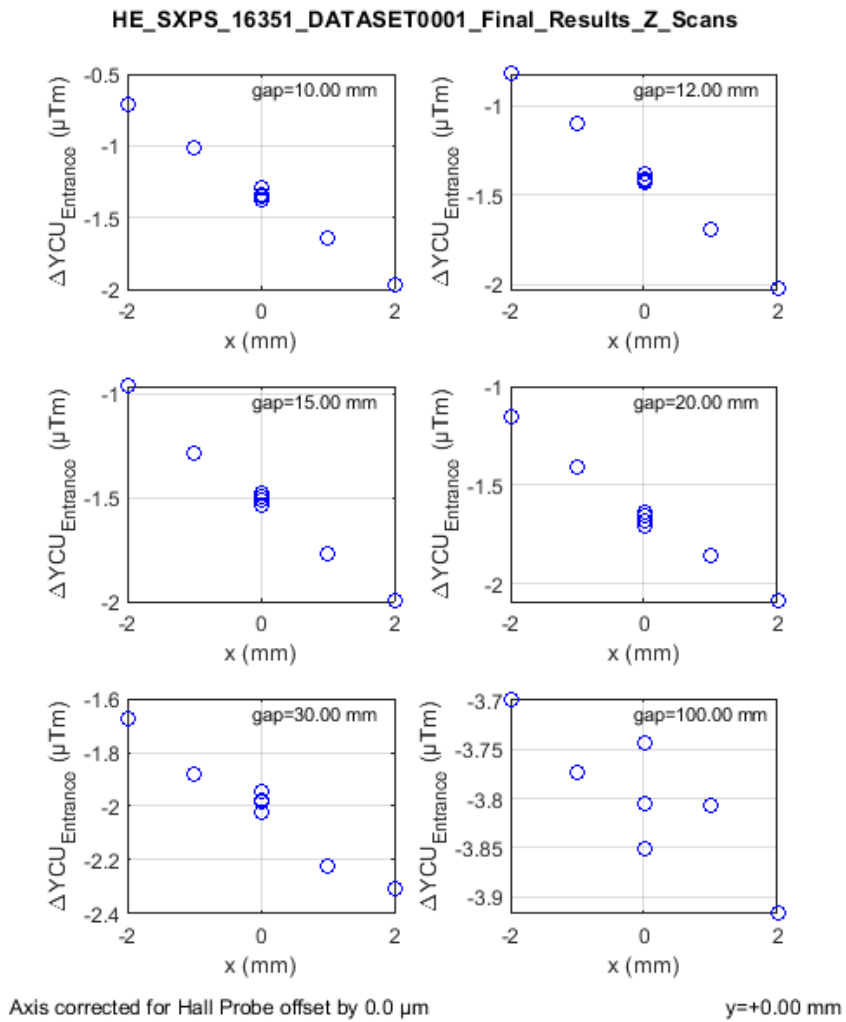 HE_SXPS_16351_DATASET0001_Final_Results_Z_Scans
gap=10.00 mm
ΔYCU_Entrance (µTm)
-0.5
-1
-1.5
-2
-2 0 2
x (mm)
gap=12.00 mm
ΔYCU_Entrance (µTm)
-1
-1.5
-2
-2 0 2
x (mm)
gap=15.00 mm
ΔYCU_Entrance (µTm)
-1
-1.5
-2
-2 0 2
x (mm)
gap=20.00 mm
ΔYCU_Entrance (µTm)
-1
-1.5
-2
-2 0 2
x (mm)
gap=30.00 mm
ΔYCU_Entrance (µTm)
-1.6
-1.8
-2
-2.2
-2.4
-2 0 2
x (mm)
gap=100.00 mm
ΔYCU_Entrance (µTm)
-3.7
-3.75
-3.8
-3.85
-3.9
-2 0 2
x (mm)
Axis corrected for Hall Probe offset by 0.0 µm
y=+0.00 mm